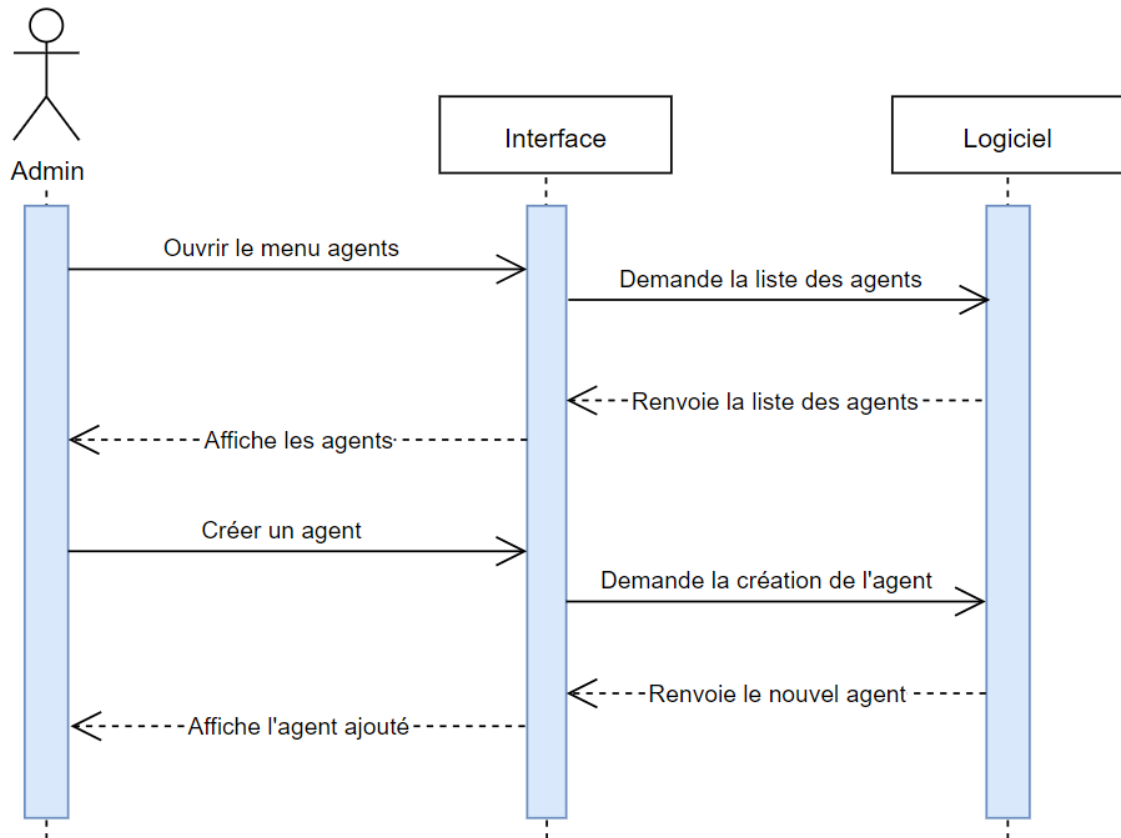 Admin
Interface
Logiciel
Ouvrir le menu agents
Demande la liste des agents
Renvoie la liste des agents
Affiche les agents
Créer un agent
Demande la création de l'agent
Renvoie le nouvel agent
Affiche l'agent ajouté